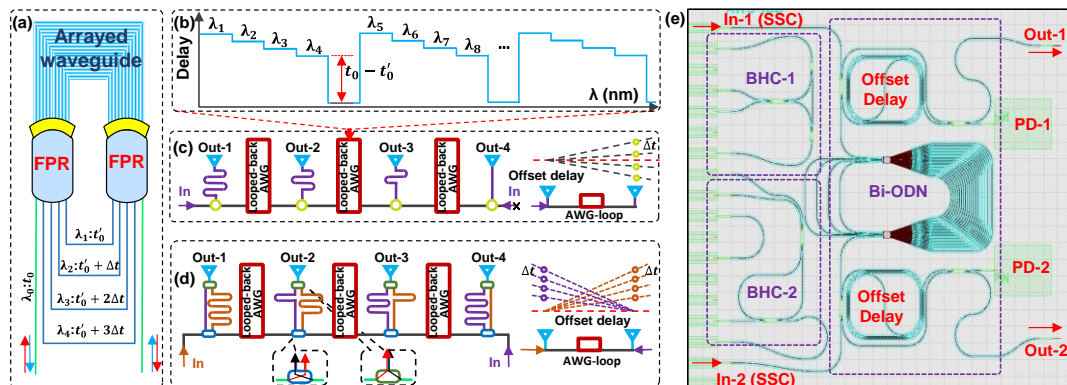 (a)
Arrayed
waveguide
FPR
FPR
λ₁:t₀′
λ₂:t₀′ + Δt
λ₃:t₀′ + 2Δt
λ₄:t₀′ + 3Δt
λ₀:t₀
(b)
Delay
λ₁
λ₂
λ₃
λ₄
t₀ − t₀′
λ₅
λ₆
λ₇
λ₈
...
λ (nm)
(c)
Out-1
Out-2
Out-3
Out-4
In
Looped-back
AWG
Looped-back
AWG
Looped-back
AWG
In
Δt
Offset delay
AWG-loop
(d)
Out-1
Out-2
Out-3
Out-4
Looped-back
AWG
Looped-back
AWG
Looped-back
AWG
In
In
Δt
Δt
Offset delay
AWG-loop
(e)
In-1 (SSC)
Out-1
BHC-1
Offset
Delay
PD-1
Bi-ODN
PD-2
BHC-2
Offset
Delay
Out-2
In-2 (SSC)